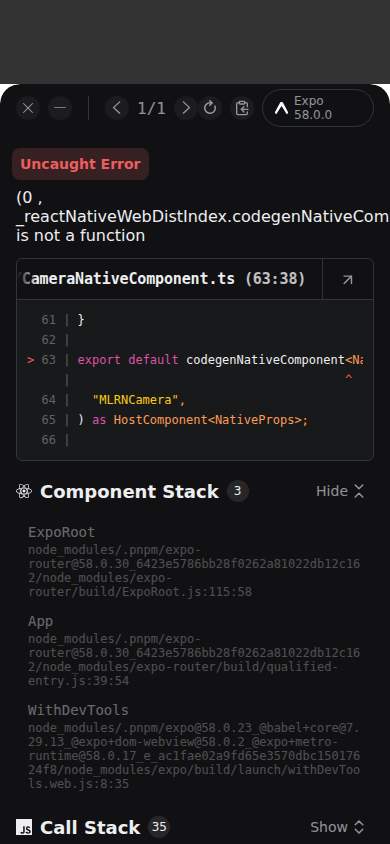 1/1
Expo
58.0.0
Uncaught Error
(0 ,
_reactNativeWebDistIndex.codegenNativeCom
is not a function
CameraNativeComponent.ts (63:38)
61 | }
62 |
> 63 | export default codegenNativeComponent<Na
| ^
64 | "MLRNCamera",
65 | ) as HostComponent<NativeProps>;
66 |
Component Stack 3 Hide
ExpoRoot
node_modules/.pnpm/expo-
router@58.0.30_6423e5786bb28f0262a81022db12c16
2/node_modules/expo-
router/build/ExpoRoot.js:115:58
App
node_modules/.pnpm/expo-
router@58.0.30_6423e5786bb28f0262a81022db12c16
2/node_modules/expo-router/build/qualified-
entry.js:39:54
WithDevTools
node_modules/.pnpm/expo@58.0.23_@babel+core@7.
29.13_@expo+dom-webview@58.0.2_@expo+metro-
runtime@58.0.17_e_ac1fae02a9fd65e3570dbc150176
24f8/node_modules/expo/build/launch/withDevToo
ls.web.js:8:35
JS Call Stack 35 Show